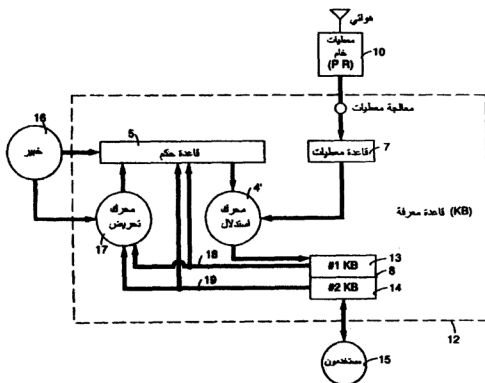 هوائي
معطيات
خام
(P R)
10
معالجة معطيات
16
خبير
5
قاعدة حكم
7
قاعدة معطيات
4'
محرك
استدلال
محرك
تحريض
17
قاعدة معرفة (KB)
18
#1 KB
13
8
19
#2 KB
14
12
مستخدمون
15